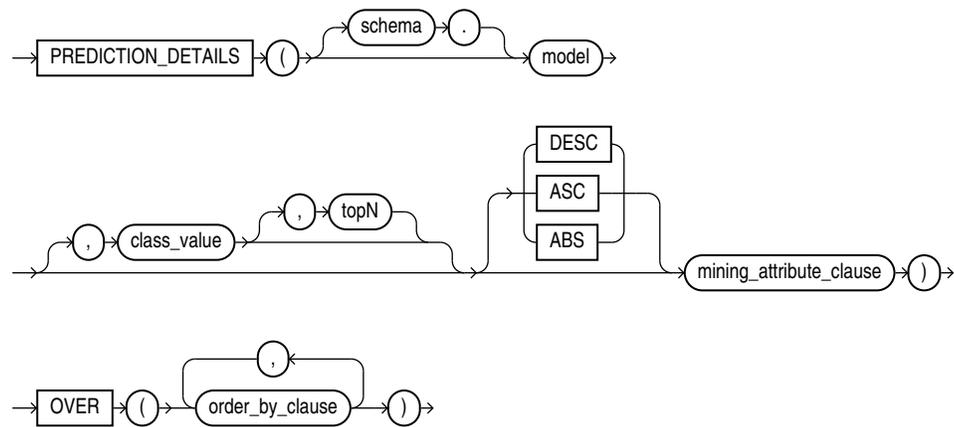 schema .
PREDICTION_DETAILS ( model
DESC
, topN ASC
, class_value ABS
mining_attribute_clause )
,
OVER ( order_by_clause )